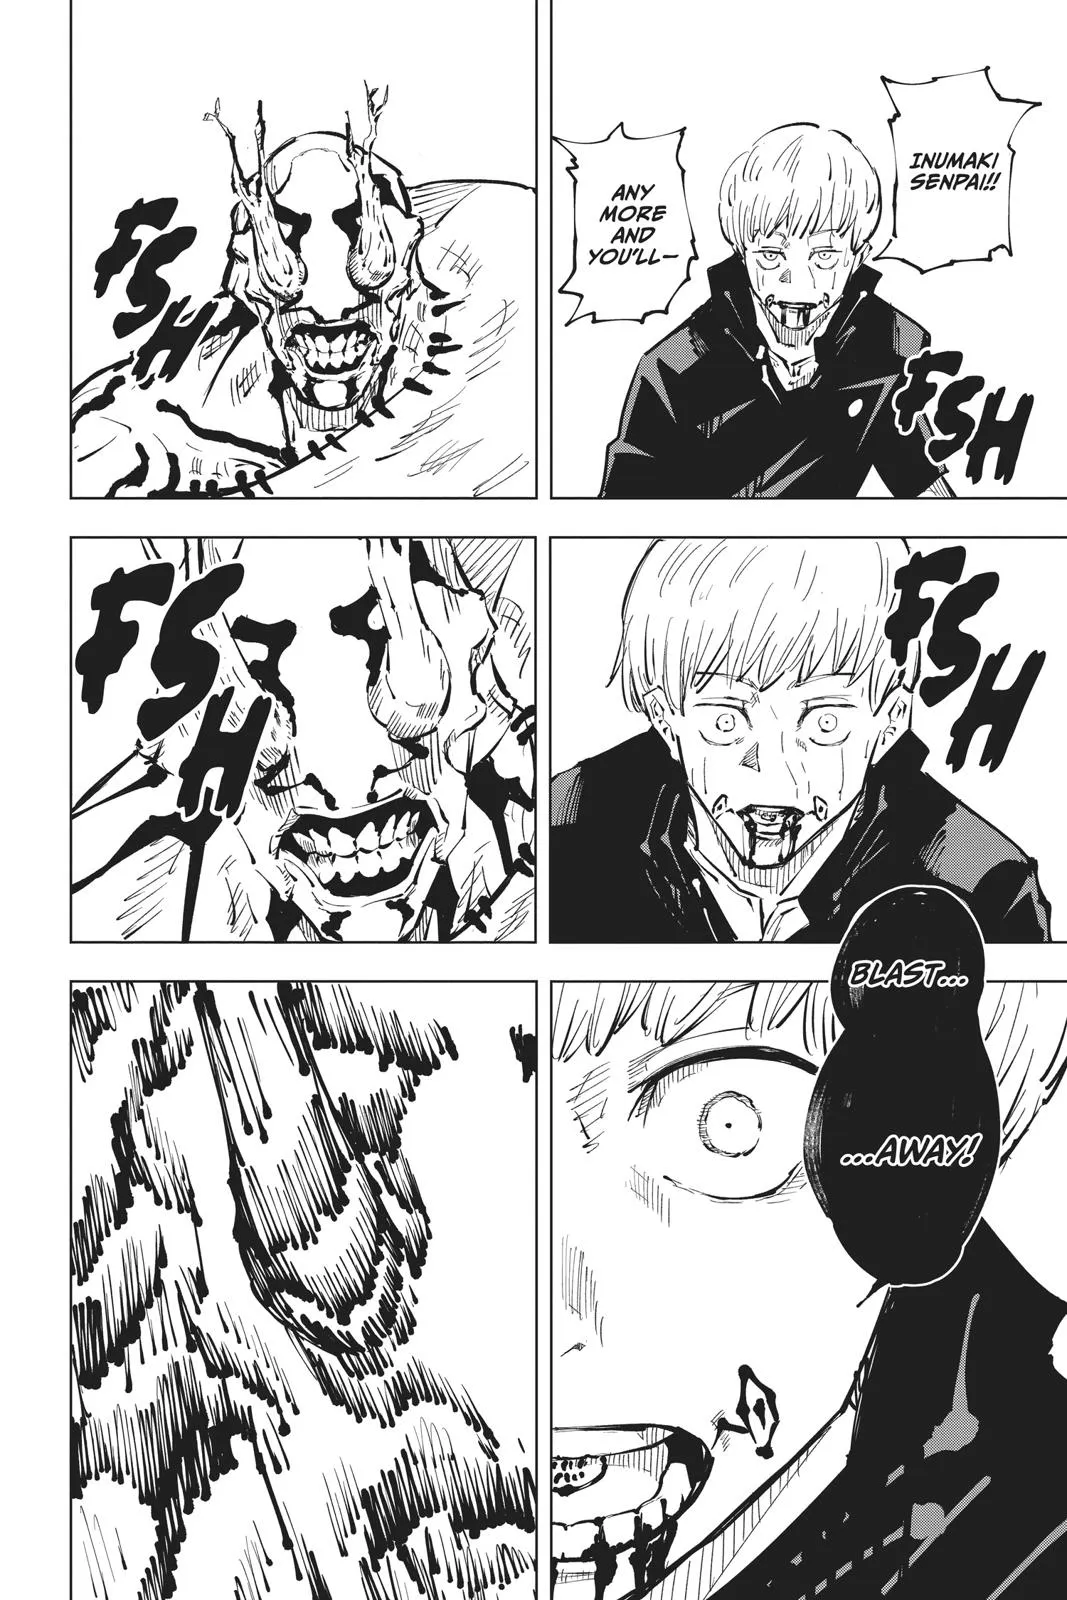 INUMAKI
SENPAI!!
ANY
MORE
AND
YOU'LL—
FSH
FSH
FSH
FSH
BLAST...
...AWAY!